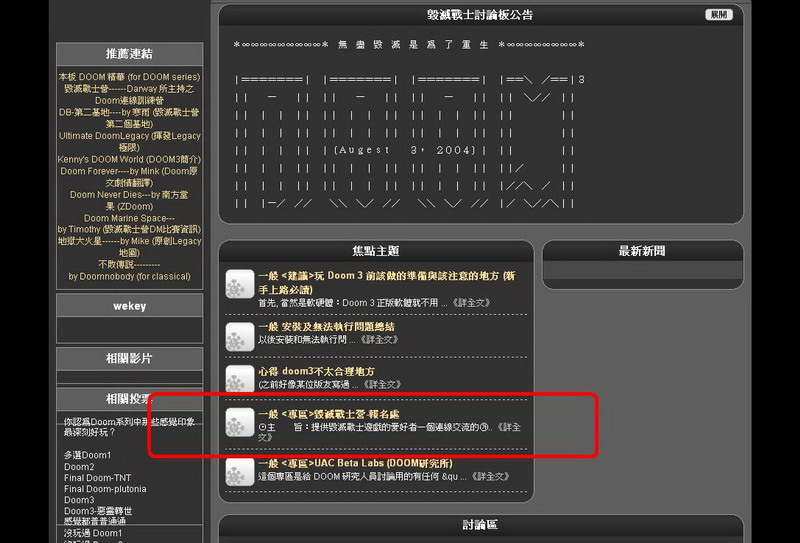 毀滅戰士討論板公告
展開
*∞∞∞∞∞∞∞∞∞∞* 無 盡 毀 滅 是 為 了 重 生 *∞∞∞∞∞∞∞∞∞∞*
3
(Augest 3, 2004)
推薦連結
本板 DOOM 精華 (for DOOM series)
毀滅戰士營------Darway 所主持之
Doom連線訓練營
DB-第二基地----by 寒雨 (毀滅戰士營
第二個基地)
Ultimate DoomLegacy (揮發Legacy
極限)
Kenny's DOOM World (DOOM3簡介)
Doom Forever----by Mink (Doom原
文劇情翻譯)
Doom Never Dies---by 南方堂
果 (ZDoom)
Doom Marine Space---
by Timothy (毀滅戰士營DM比賽資訊)
地獄大火星------by Mike (原創Legacy
地圖)
不敗傳說---------
by Doomnobody (for classical)
wekey
相關影片
相關投票
你認為Doom系列中那些感覺印象
最深刻好玩？
多選Doom1
Doom2
Final Doom-TNT
Final Doom-plutonia
Doom3
Doom3-惡靈轉世
感覺都普普通通
沒玩過 Doom1
焦點主題
一般 <建議>玩 Doom 3 前該做的準備與該注意的地方 (新
手上路必讀)
首先, 當然是軟硬體：Doom 3 正版軟體就不用 ... 《詳全文》
一般 安裝及無法執行問題總結
以後安裝和無法執行問 ... 《詳全文》
心得 doom3不太合理地方
(之前好像某位版友寫過 ... 《詳全文》
一般 <專區>毀滅戰士營-報名處
⊙主 旨：提供毀滅戰士遊戲的愛好者一個連線交流的.. 《詳全
文》
一般 <專區>UAC Beta Labs (DOOM研究所)
這個專區是給 DOOM 研究人員討論用的有任何 &qu ... 《詳全文》
最新新聞
討論區